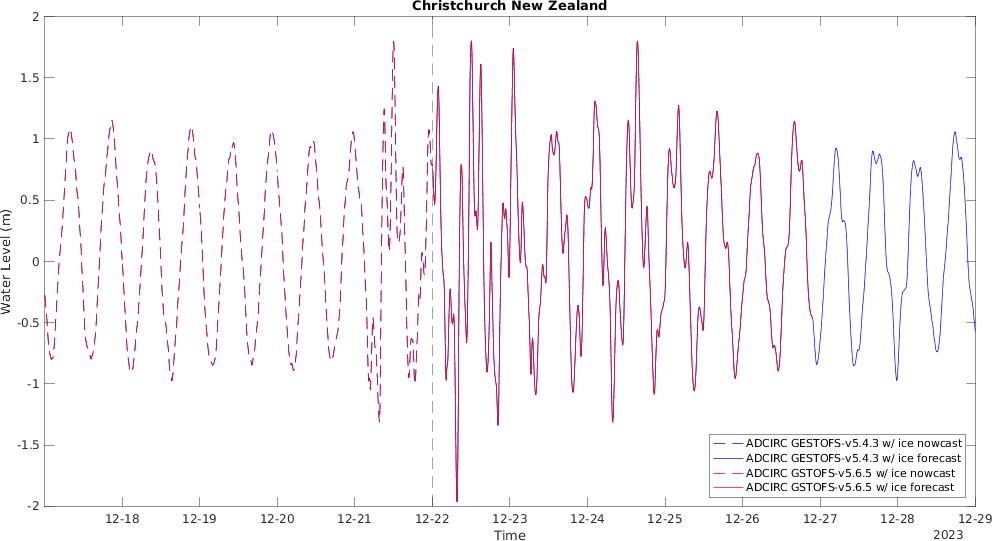 Christchurch New Zealand
2
1.5
1
0.5
0
-0.5
-1
-1.5
-2
Water Level (m)
ADCIRC GESTOFS-v5.4.3 w/ ice nowcast
ADCIRC GESTOFS-v5.4.3 w/ ice forecast
ADCIRC GSTOFS-v5.6.5 w/ ice nowcast
ADCIRC GSTOFS-v5.6.5 w/ ice forecast
12-18 12-19 12-20 12-21 12-22 12-23 12-24 12-25 12-26 12-27 12-28 12-29
Time
2023